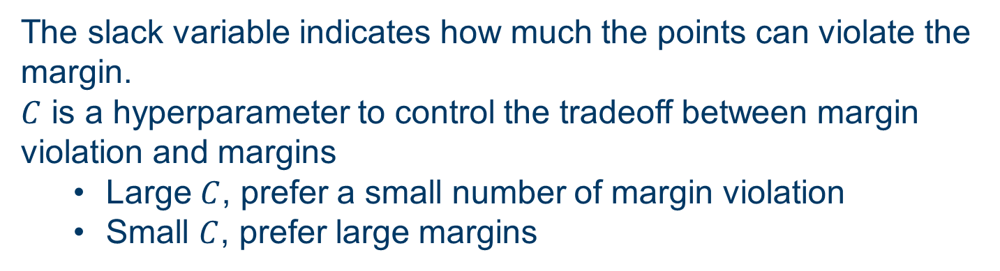 The slack variable indicates how much the points can violate the
margin.
C is a hyperparameter to control the tradeoff between margin
violation and margins
• Large C, prefer a small number of margin violation
• Small C, prefer large margins